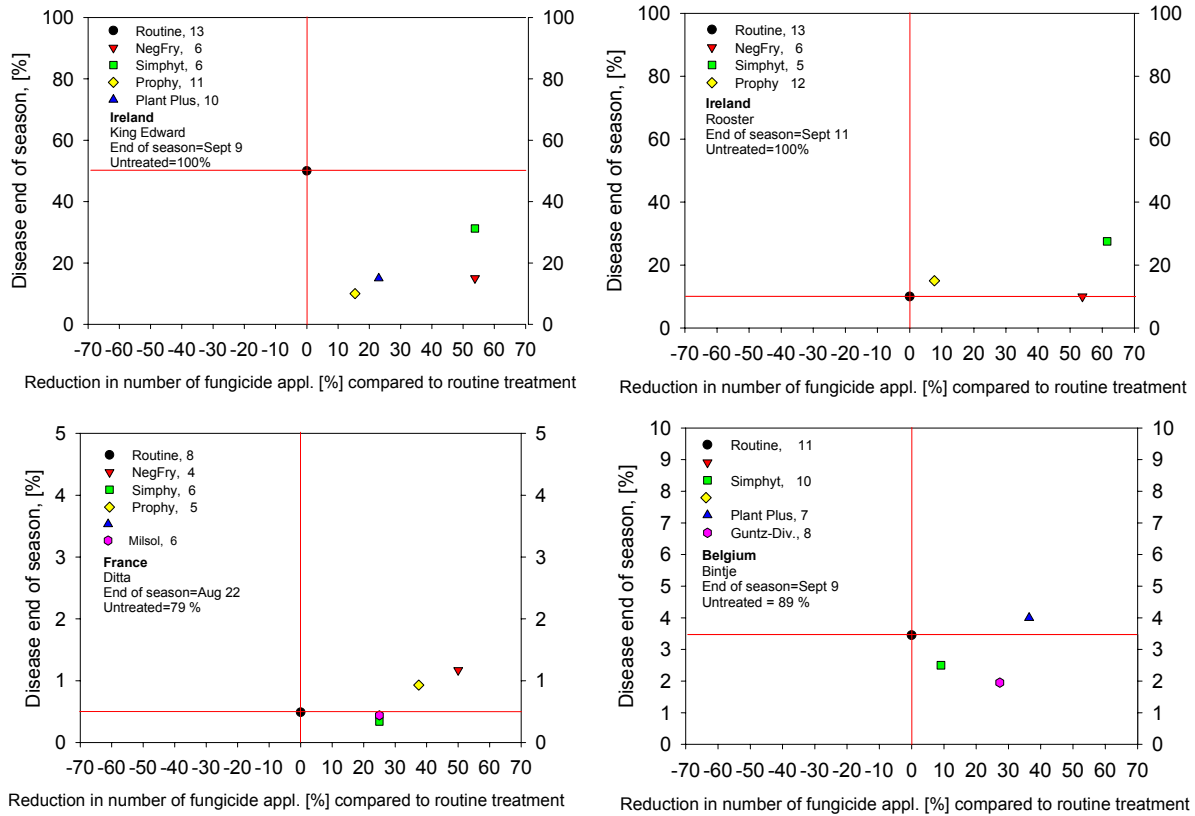 100
80
60
40
20
0
100
80
60
40
20
0
Disease end of season, [%]
Routine, 13
NegFry, 6
Simphyt, 6
Prophy, 11
Plant Plus, 10
Ireland
King Edward
End of season=Sept 9
Untreated=100%
-70 -60 -50 -40 -30 -20 -10 0 10 20 30 40 50 60 70
Reduction in number of fungicide appl. [%] compared to routine treatment
100
80
60
40
20
0
100
80
60
40
20
0
Disease end of season, [%]
Routine, 13
NegFry, 6
Simphyt, 5
Prophy 12
Ireland
Rooster
End of season=Sept 11
Untreated=100%
-70 -60 -50 -40 -30 -20 -10 0 10 20 30 40 50 60 70
Reduction in number of fungicide appl. [%] compared to routine treatment
5
4
3
2
1
0
5
4
3
2
1
0
Disease end of season, [%]
Routine, 8
NegFry, 4
Simphy, 6
Prophy, 5
Milsol, 6
France
Ditta
End of season=Aug 22
Untreated=79 %
-70 -60 -50 -40 -30 -20 -10 0 10 20 30 40 50 60 70
Reduction in number of fungicide appl. [%] compared to routine treatment
10
9
8
7
6
5
4
3
2
1
0
10
9
8
7
6
5
4
3
2
1
0
Disease end of season, [%]
Routine, 11
Simphyt, 10
Plant Plus, 7
Guntz-Div., 8
Belgium
Bintje
End of season=Sept 9
Untreated = 89 %
-70 -60 -50 -40 -30 -20 -10 0 10 20 30 40 50 60 70
Reduction in number of fungicide appl. [%] compared to routine treatment